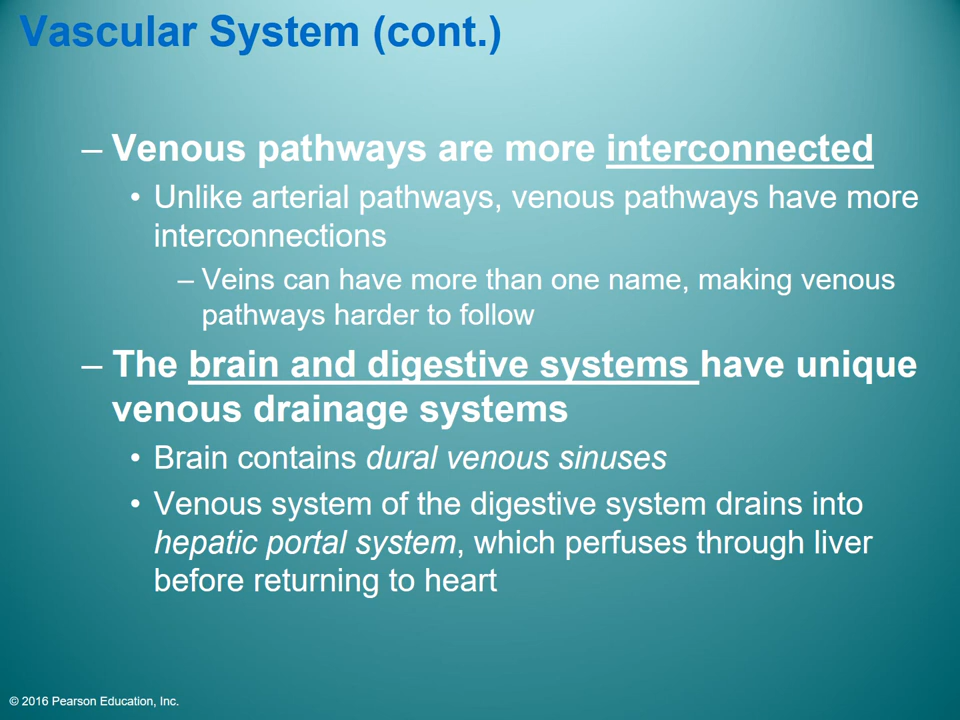 Vascular System (cont.)
– Venous pathways are more interconnected
• Unlike arterial pathways, venous pathways have more
interconnections
– Veins can have more than one name, making venous
pathways harder to follow
– The brain and digestive systems have unique
venous drainage systems
• Brain contains dural venous sinuses
• Venous system of the digestive system drains into
hepatic portal system, which perfuses through liver
before returning to heart
© 2016 Pearson Education, Inc.